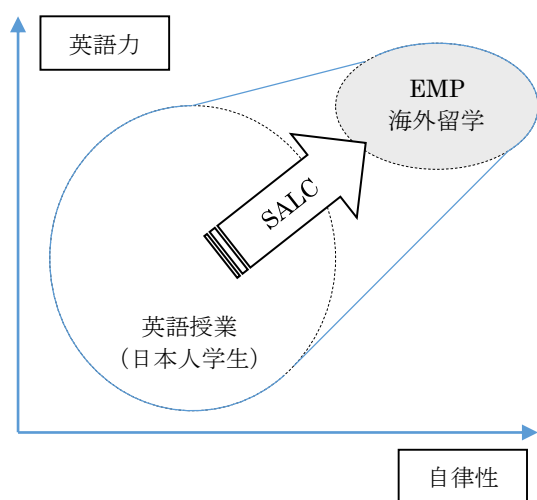 英語力
EMP
海外留学
SALC
英語授業
（日本人学生）
自律性